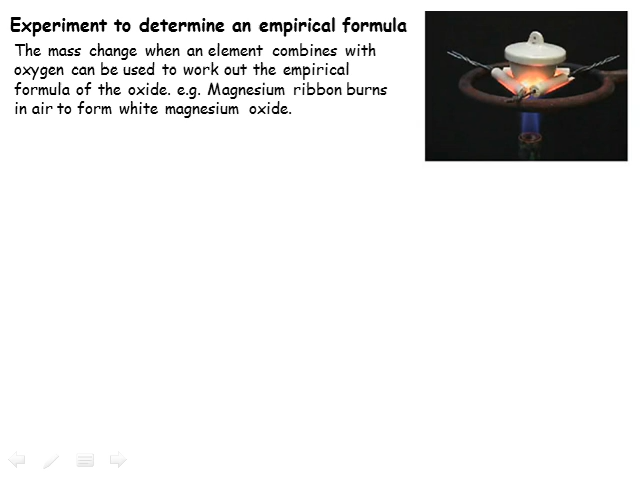 Experiment to determine an empirical formula
The mass change when an element combines with
oxygen can be used to work out the empirical
formula of the oxide. e.g. Magnesium ribbon burns
in air to form white magnesium oxide.